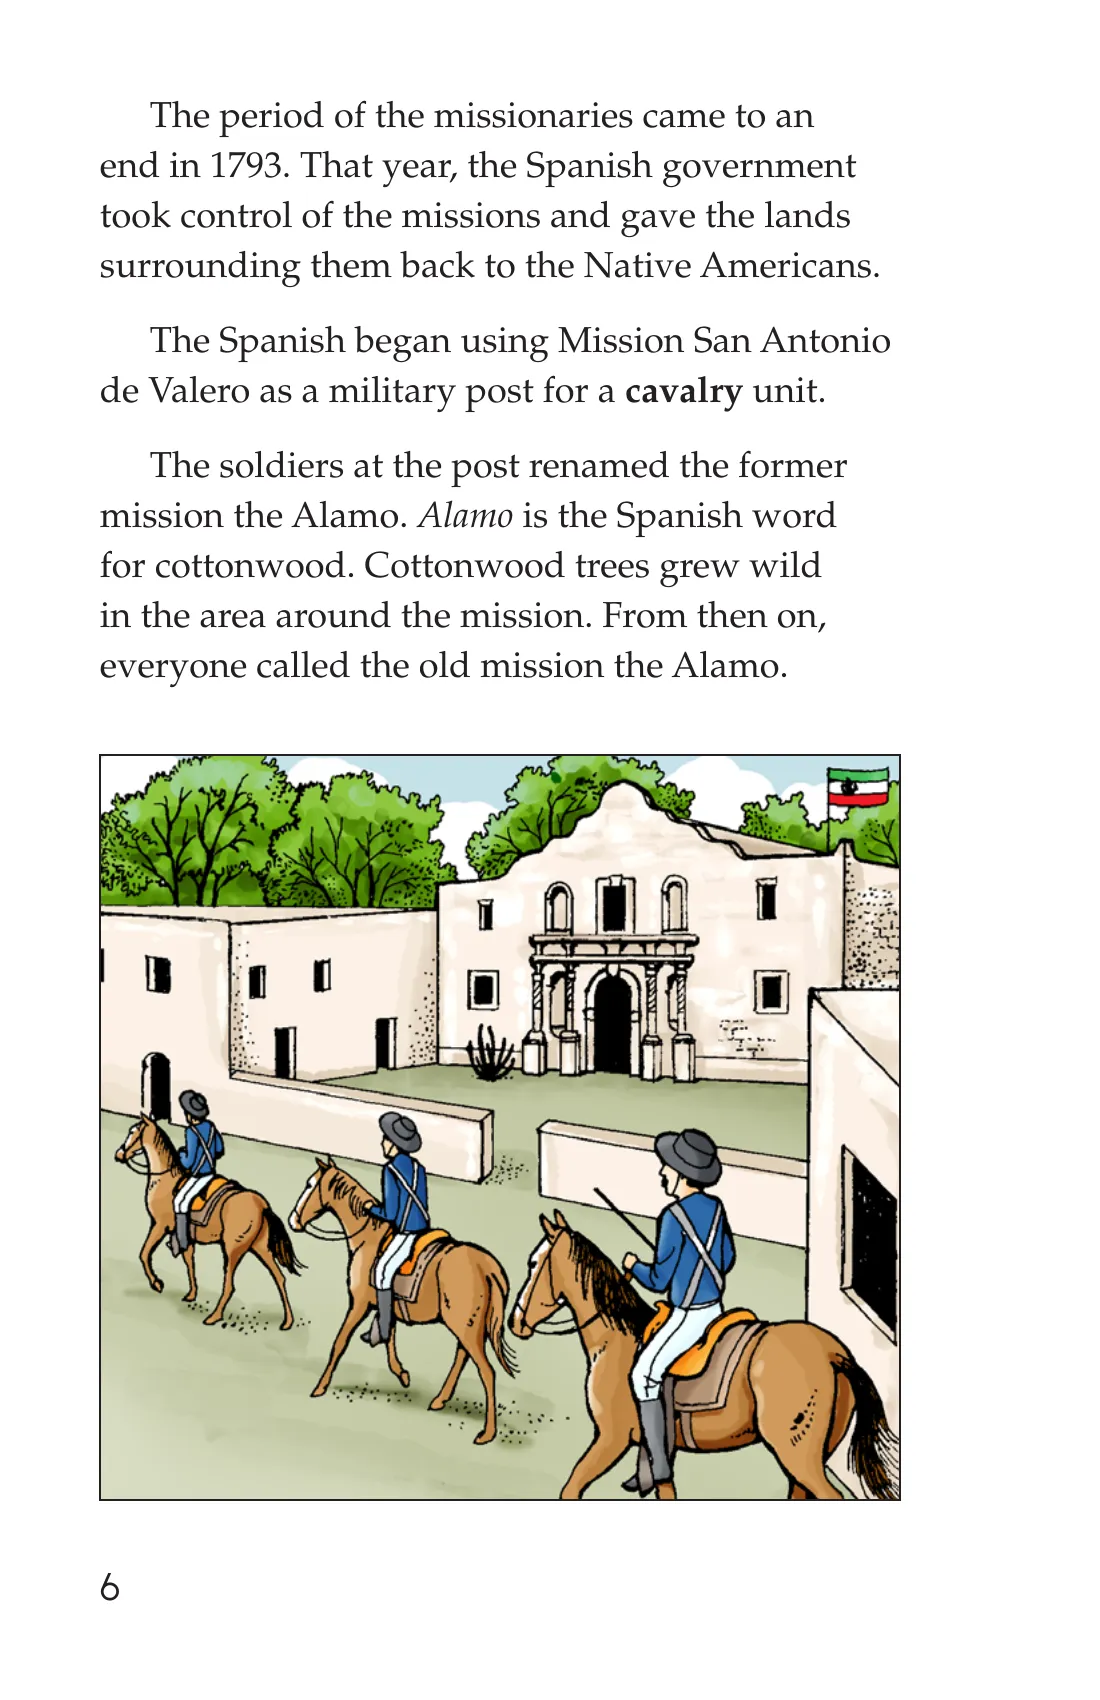 The period of the missionaries came to an
end in 1793. That year, the Spanish government
took control of the missions and gave the lands
surrounding them back to the Native Americans.
The Spanish began using Mission San Antonio
de Valero as a military post for a cavalry unit.
The soldiers at the post renamed the former
mission the Alamo. Alamo is the Spanish word
for cottonwood. Cottonwood trees grew wild
in the area around the mission. From then on,
everyone called the old mission the Alamo.
6